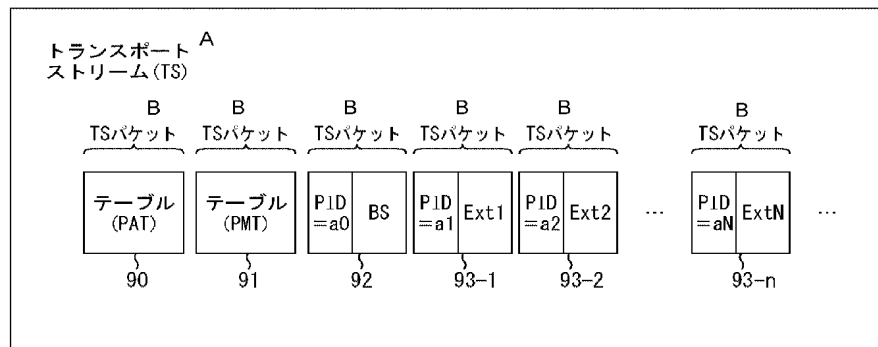 トランスポート A
ストリーム(TS)
B B B B B B
TSパケット TSパケット TSパケット TSパケット TSパケット TSパケット
テーブル (PAT)
テーブル (PMT)
PID =a0 BS
PID =a1 Ext1
PID =a2 Ext2
…
PID =aN ExtN
…
90 91 92 93-1 93-2 93-n